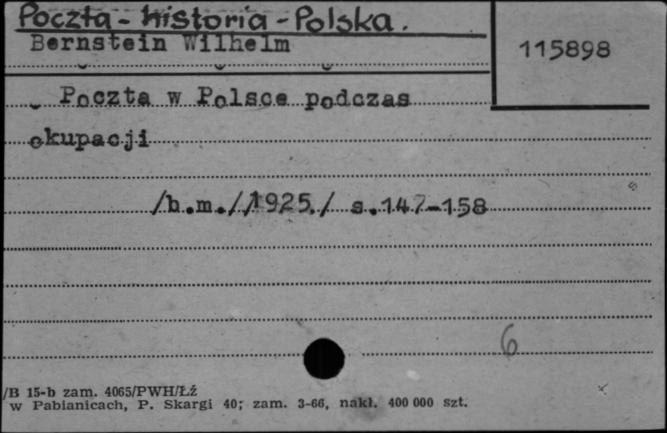 Poczta - historia - Polska.
Bernstein Wilhelm
115898
Poczta w Polsce podczas
okupacji
/b.m.//1925./ s.147-158
6
/B 15-b zam. 4065/PWH/Łź
w Pabianicach, P. Skargi 40; zam. 3-66, nakł. 400 000 szt.